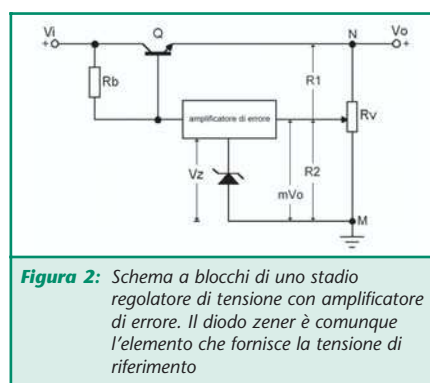 Vi
+
Q
N
Vo
+
Rb
R1
amplificatore di errore
Rv
Vz
R2
mVo
M
Figura 2: Schema a blocchi di uno stadio
regolatore di tensione con amplificatore
di errore. Il diodo zener è comunque
l'elemento che fornisce la tensione di
riferimento